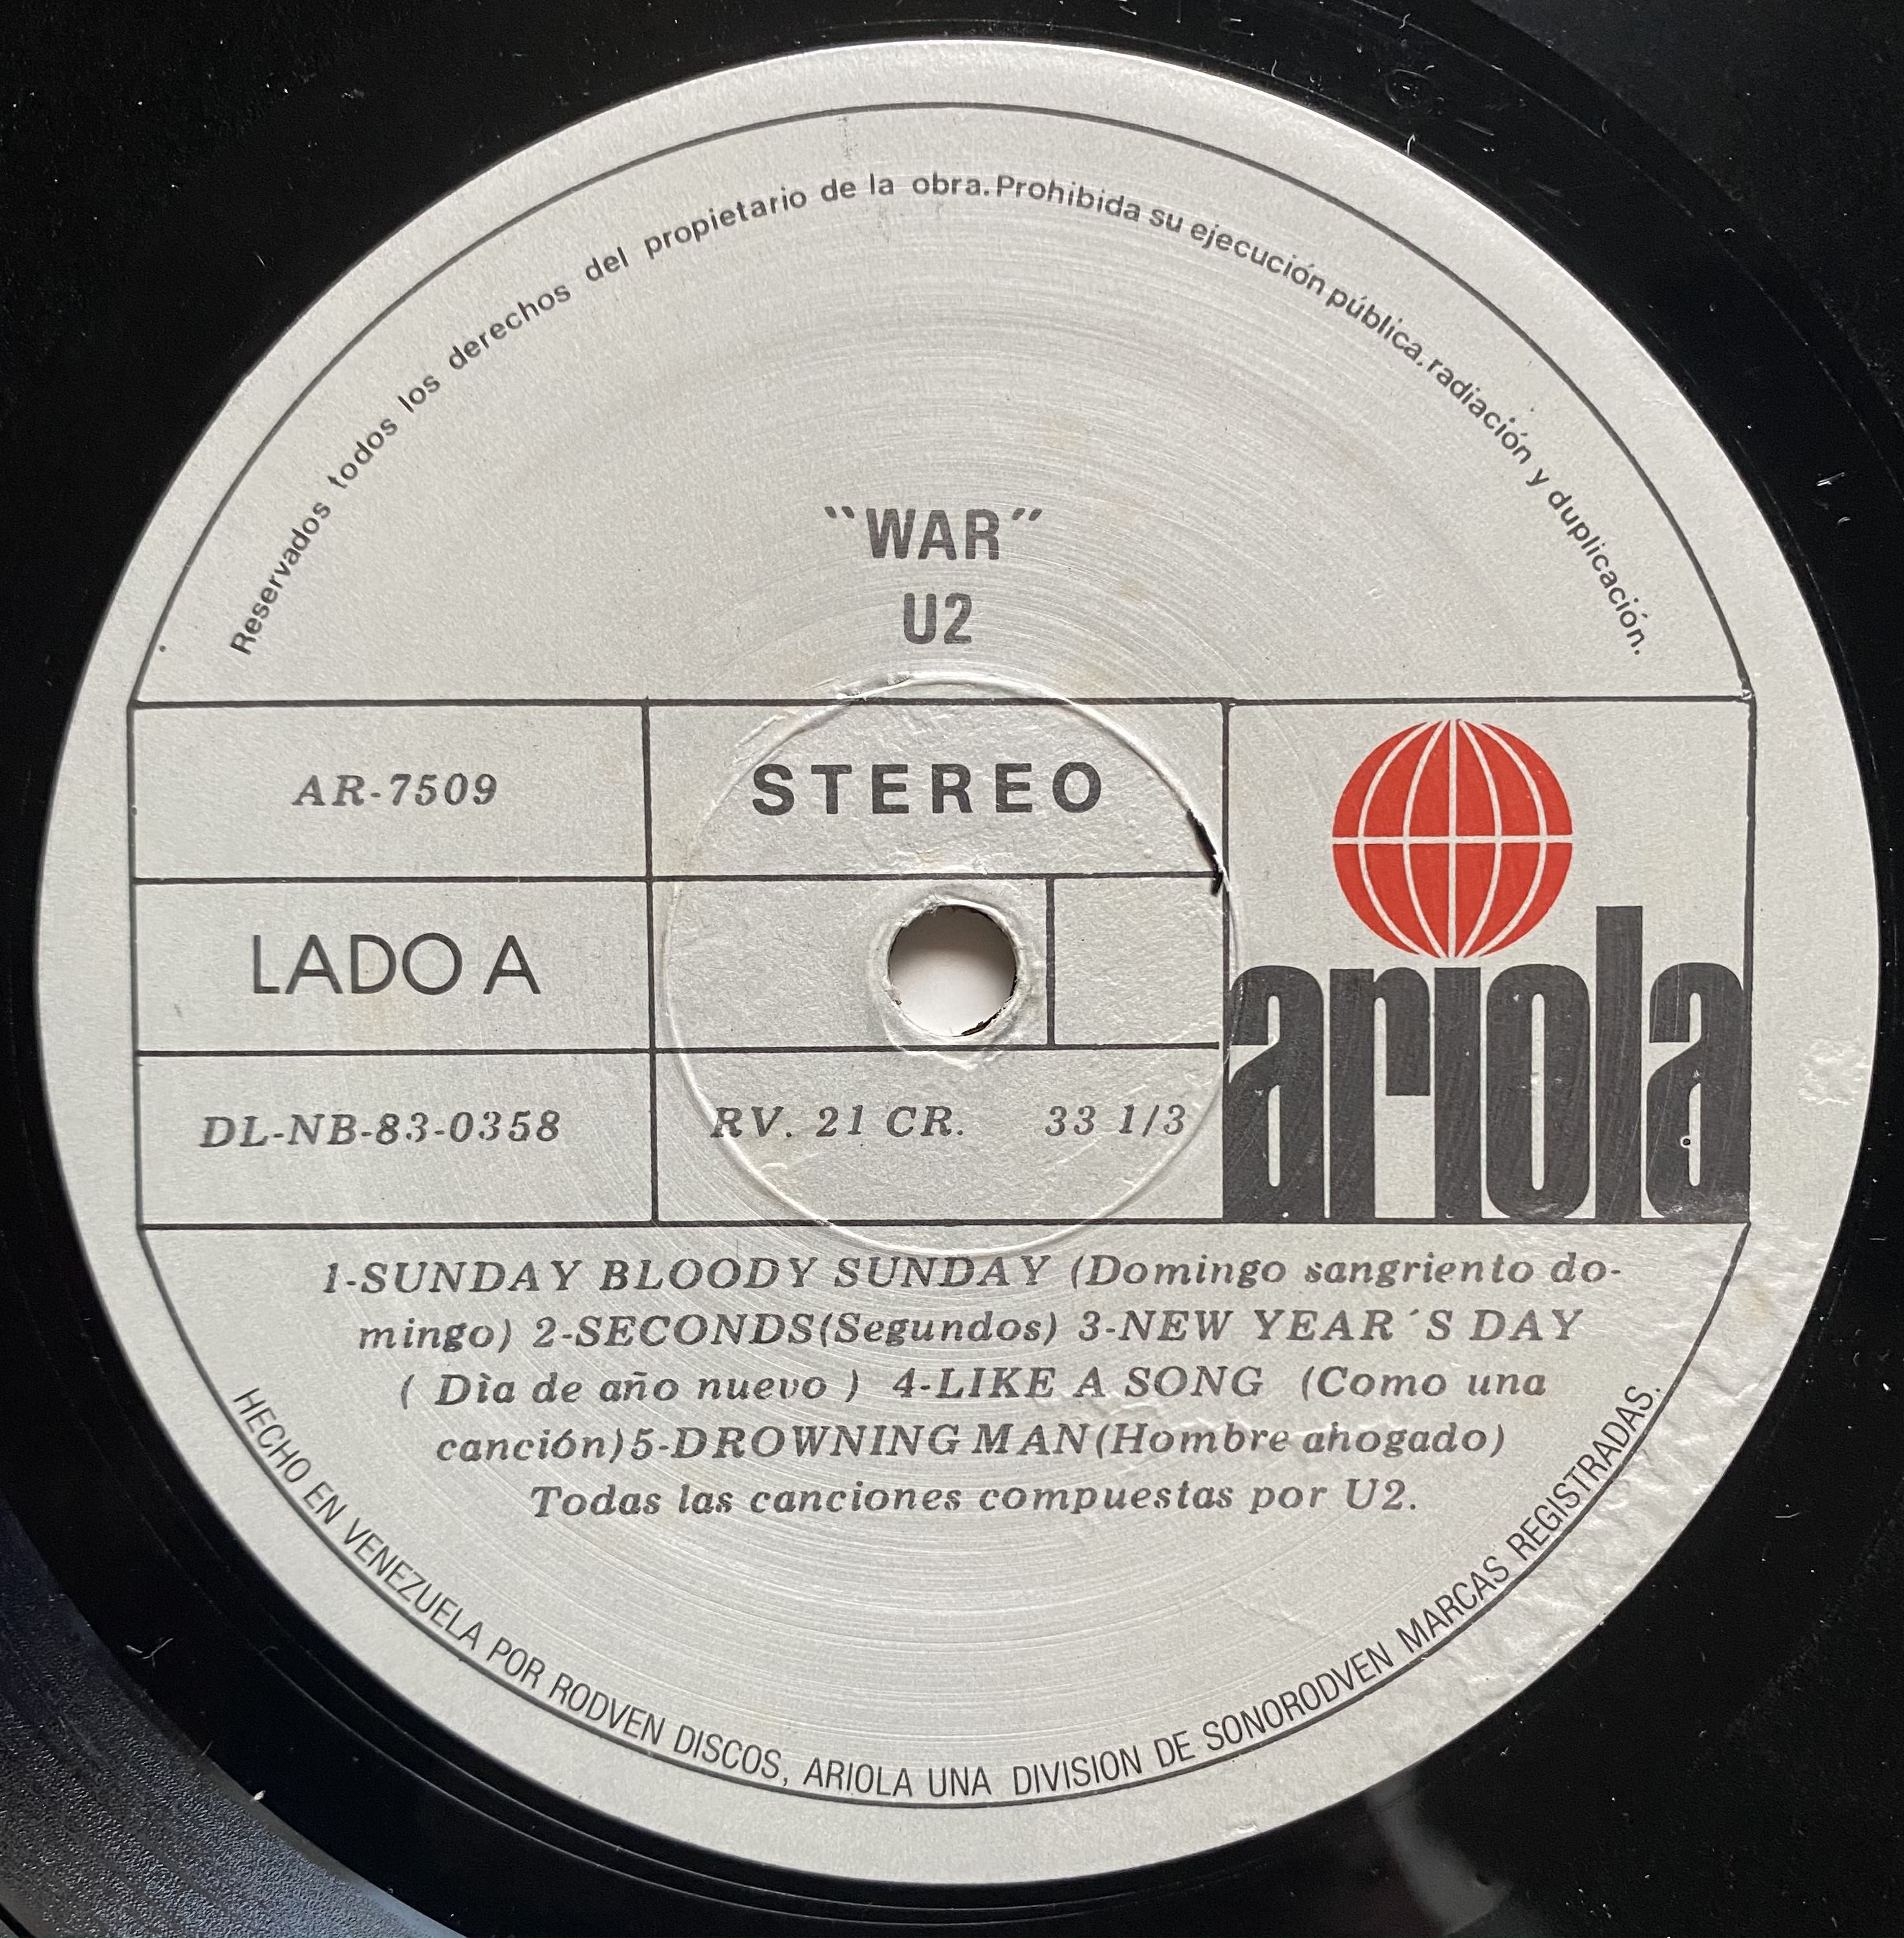 Reservados todos los derechos del propietario de la obra. Prohibida su ejecución pública. radiación y duplicación.
"WAR"
U2
AR-7509
STEREO
LADO A
DL-NB-83-0358
RV. 21 CR. 33 1/3
ariola
1-SUNDAY BLOODY SUNDAY (Domingo sangriento do-
mingo) 2-SECONDS(Segundos) 3-NEW YEAR´S DAY
( Dìa de año nuevo ) 4-LIKE A SONG (Como una
canción) 5-DROWNING MAN(Hombre ahogado)
Todas las canciones compuestas por U2.
HECHO EN VENEZUELA POR RODVEN DISCOS, ARIOLA UNA DIVISION DE SONORODVEN MARCAS REGISTRADAS.